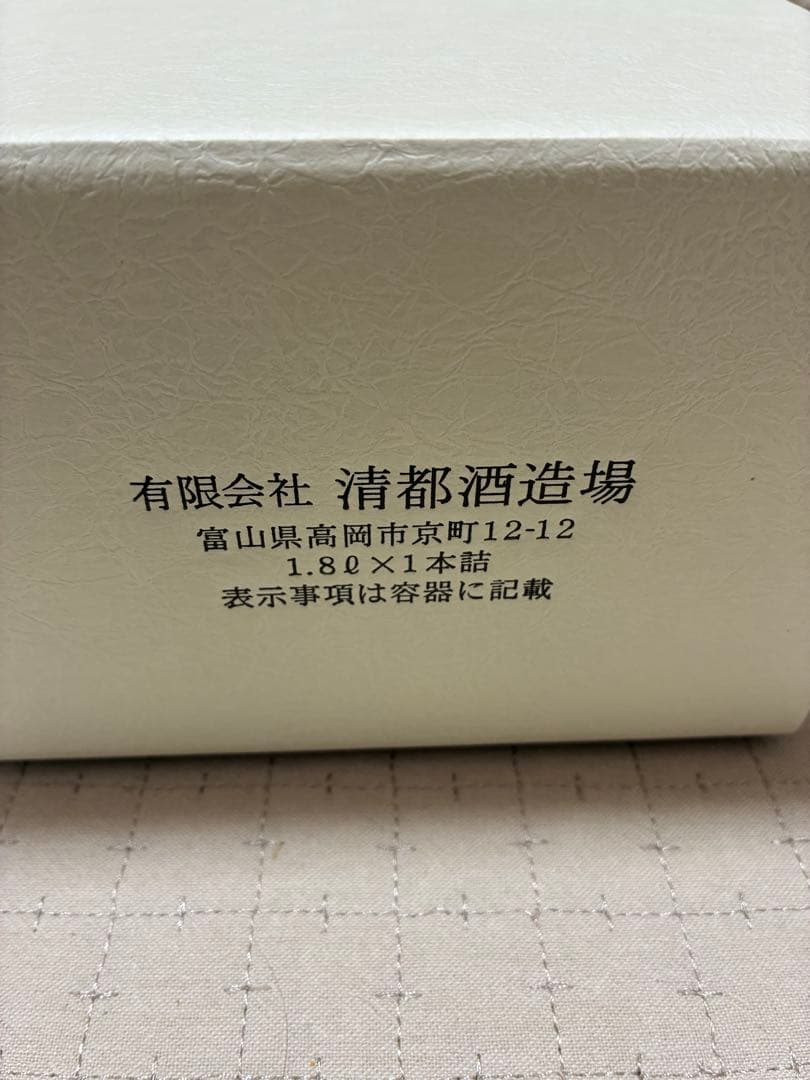 有限会社 清都酒造場
富山県高岡市京町12-12
1.8ℓ×1本詰
表示事項は容器に記載